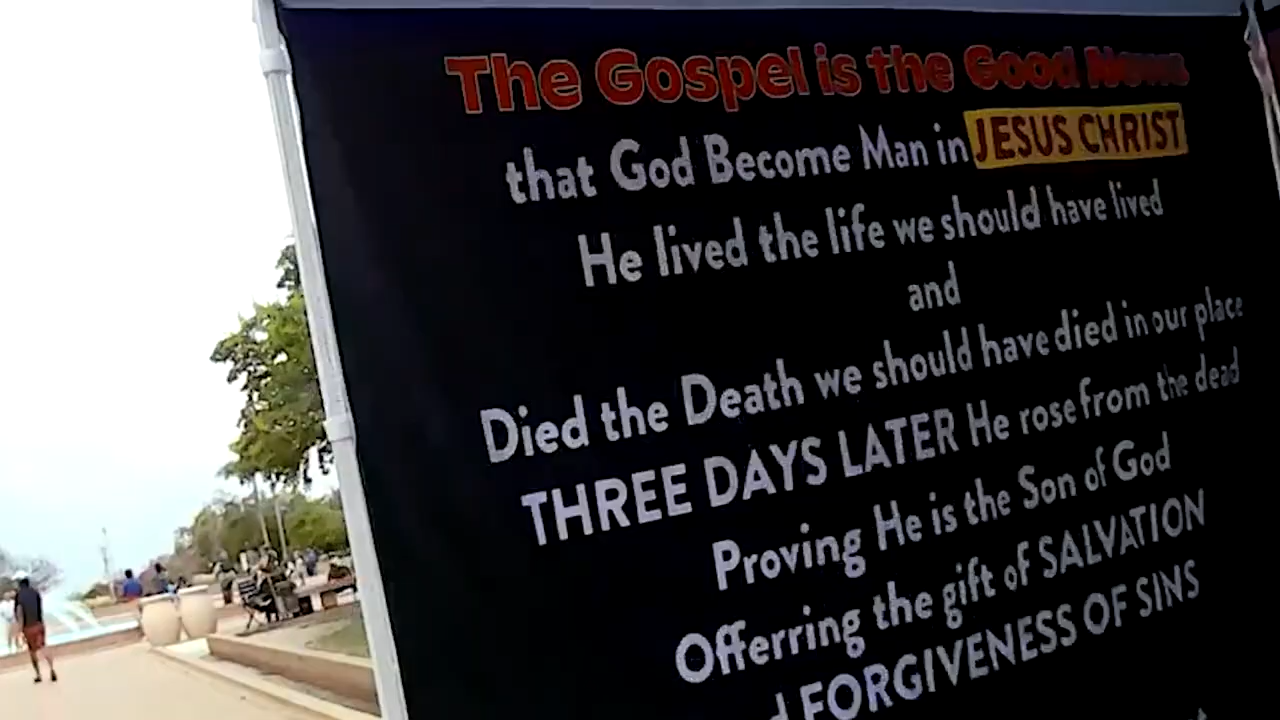 The Gospel is the Good News
that God Become Man in JESUS CHRIST
He lived the life we should have lived
and
Died the Death we should have died in our place
THREE DAYS LATER He rose from the dead
Proving He is the Son of God
Offerring the gift of SALVATION
FORGIVENESS OF SINS